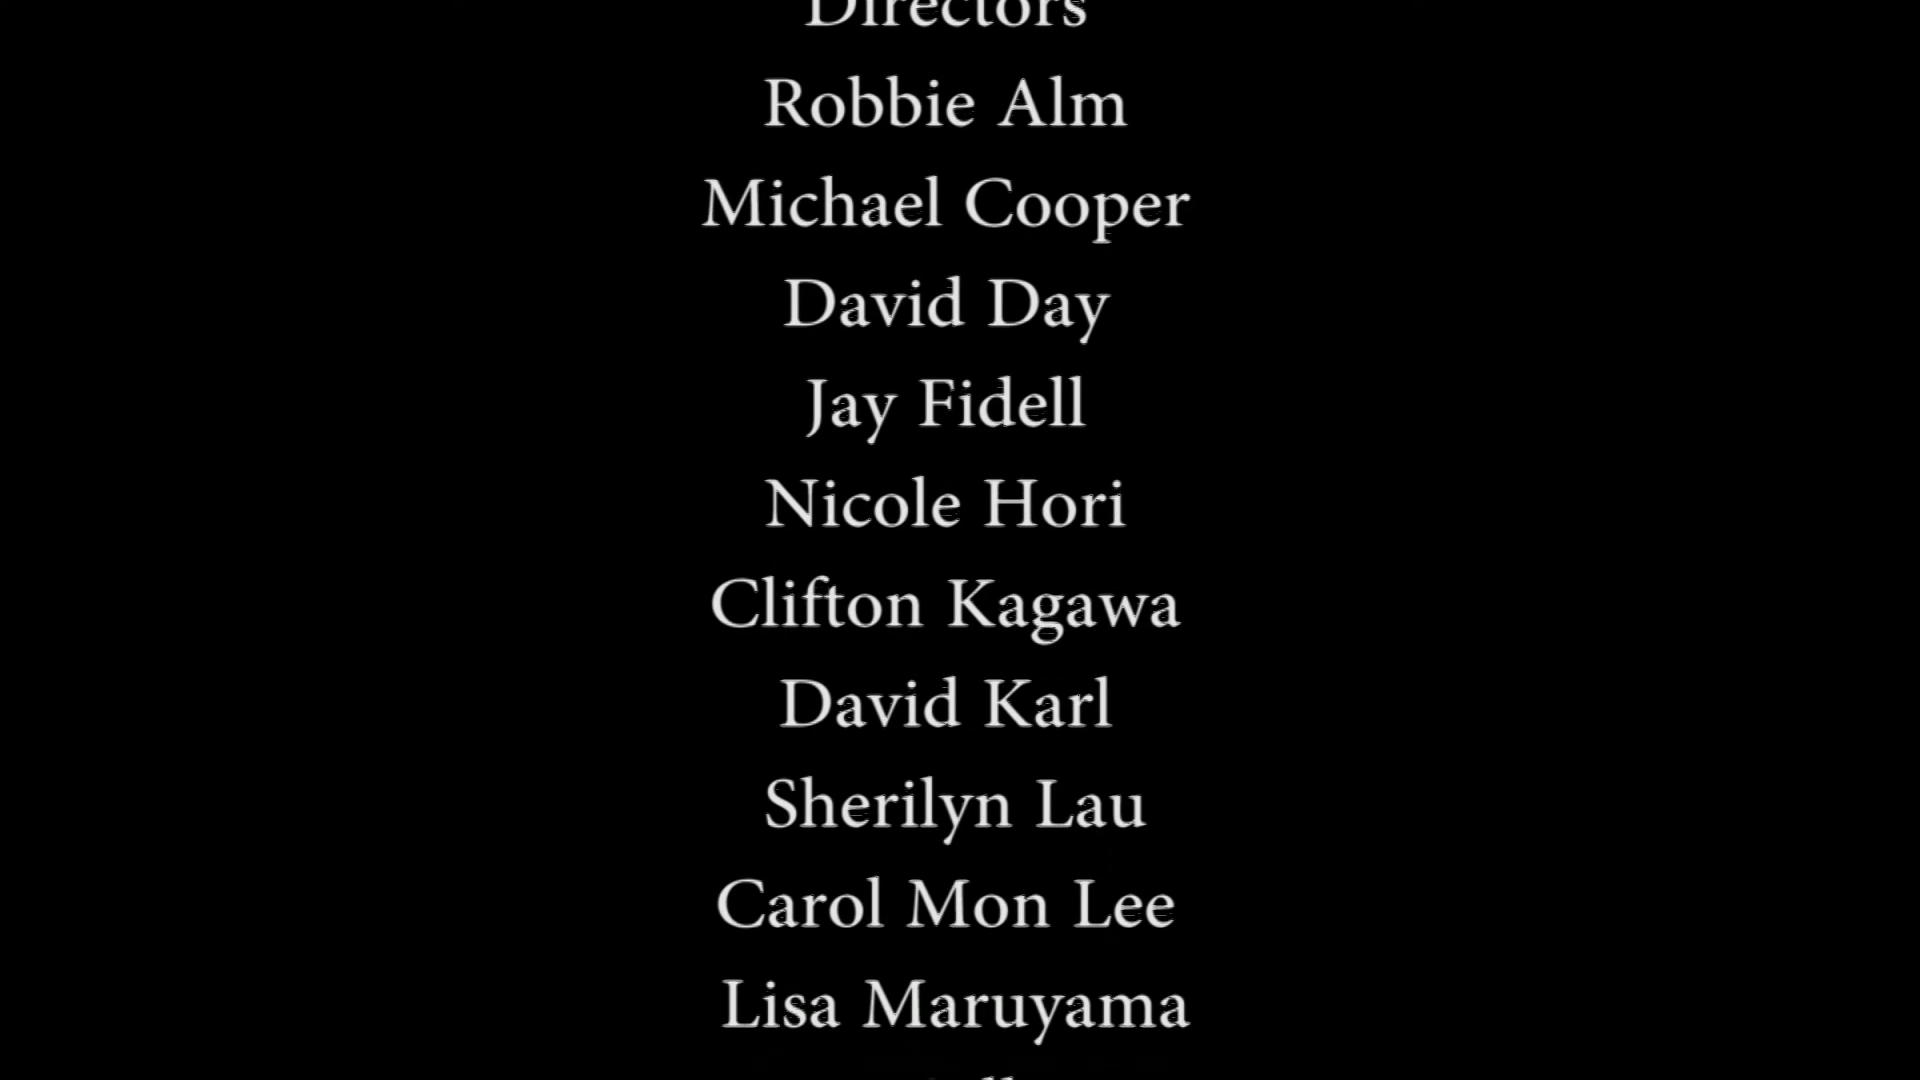 Directors
Robbie Alm
Michael Cooper
David Day
Jay Fidell
Nicole Hori
Clifton Kagawa
David Karl
Sherilyn Lau
Carol Mon Lee
Lisa Maruyama